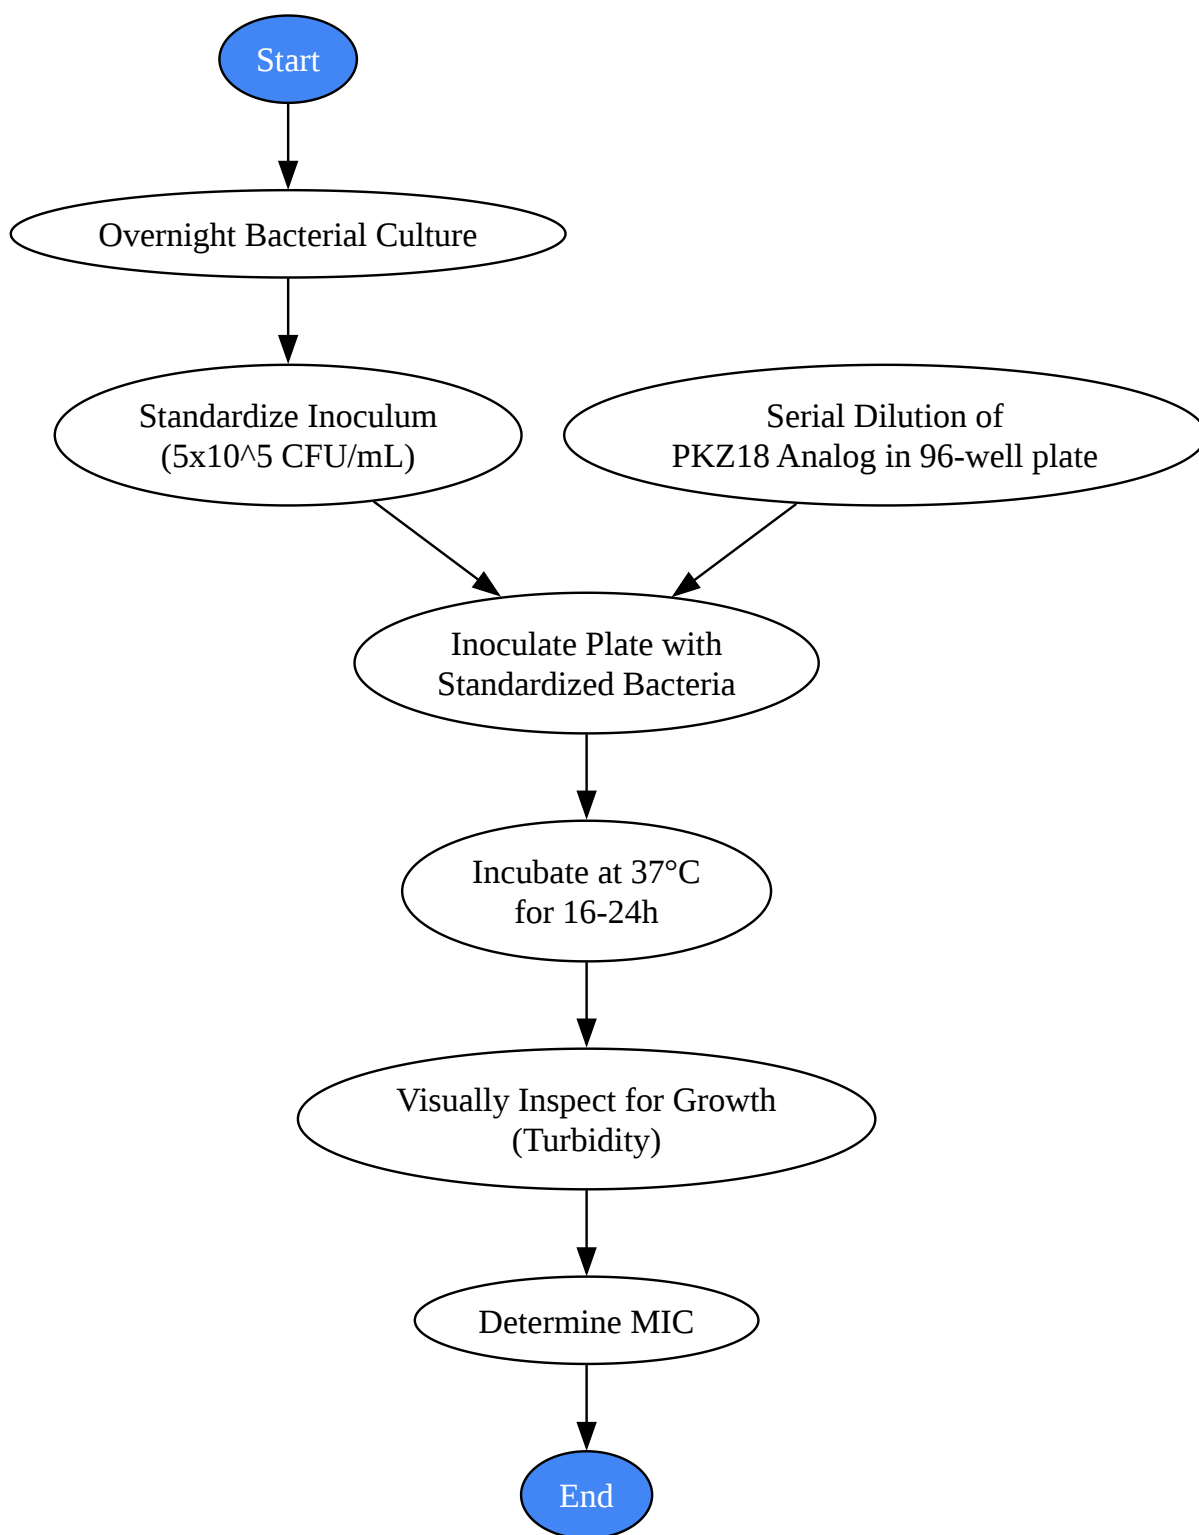 Start
Overnight Bacterial Culture
Standardize Inoculum
(5x10^5 CFU/mL)
Serial Dilution of
PKZ18 Analog in 96-well plate
Inoculate Plate with
Standardized Bacteria
Incubate at 37°C
for 16-24h
Visually Inspect for Growth
(Turbidity)
Determine MIC
End